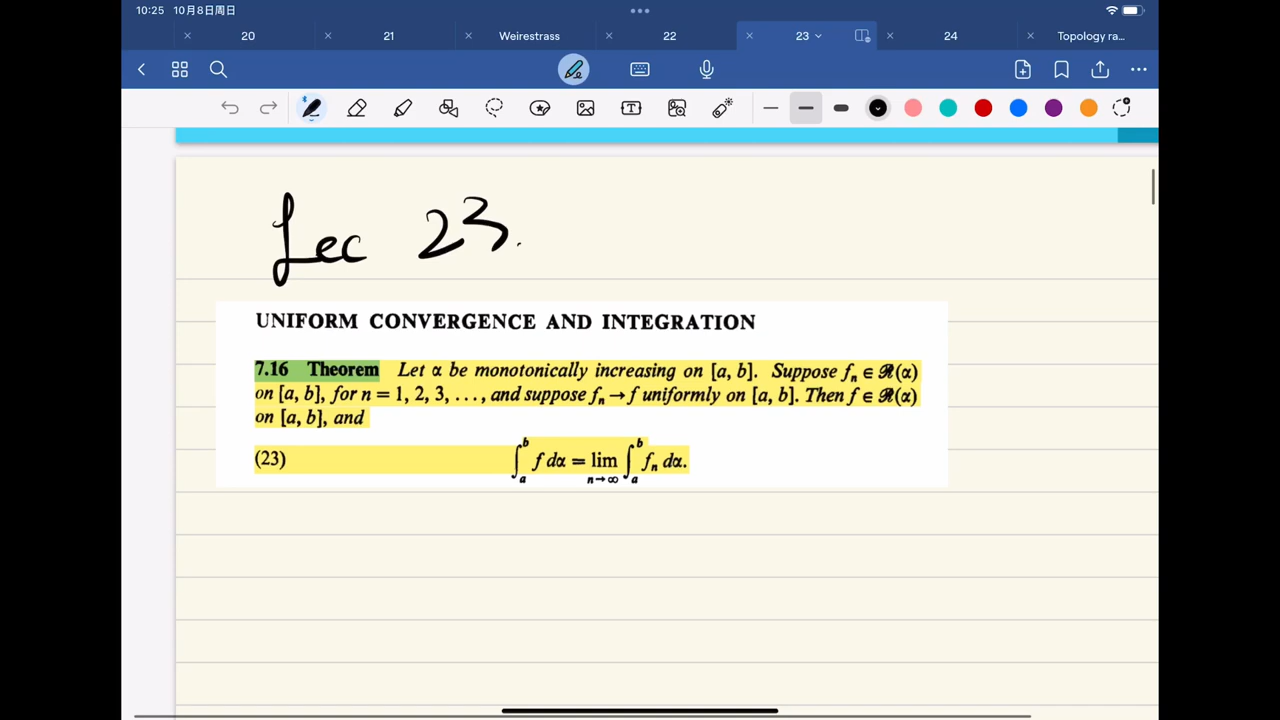 10:25 10月8日周日
20 21 Weirestrass 22 23 24 Topology ra...
Lec 23.
UNIFORM CONVERGENCE AND INTEGRATION
7.16 Theorem Let α be monotonically increasing on [a, b]. Suppose fₙ ∈ ℛ(α)
on [a, b], for n = 1, 2, 3, ..., and suppose fₙ → f uniformly on [a, b]. Then f ∈ ℛ(α)
on [a, b], and
(23) ∫ₐᵇ f dα = lim_{n→∞} ∫ₐᵇ fₙ dα.